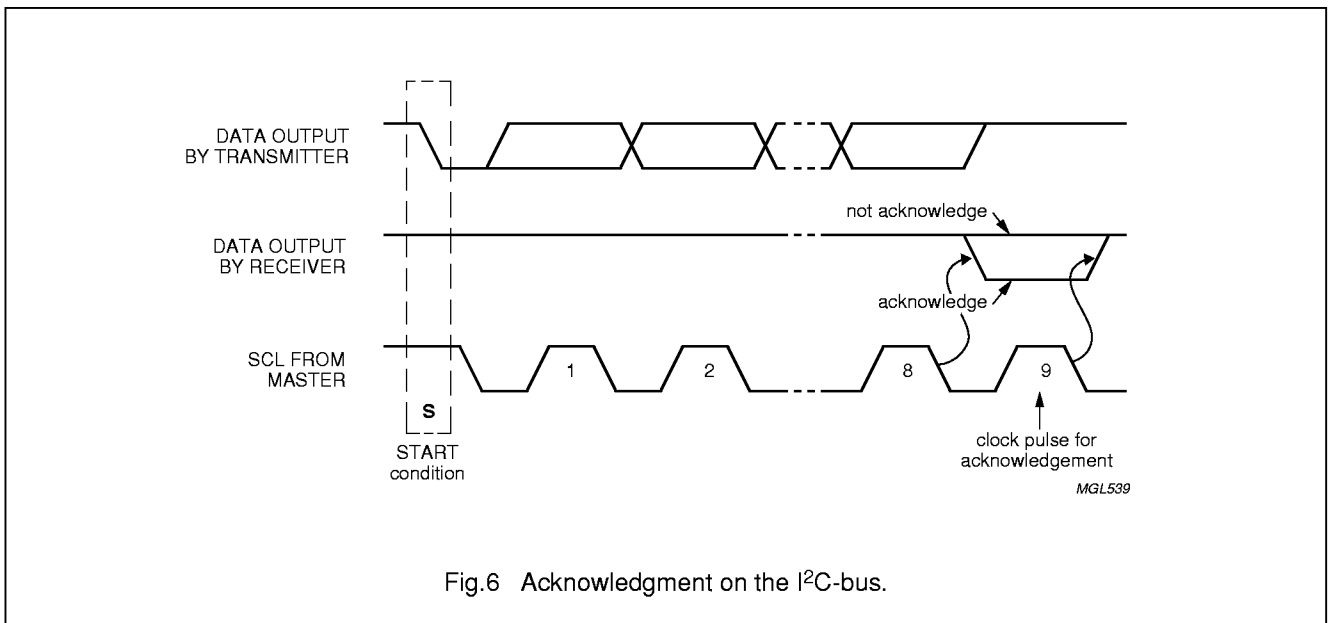 DATA OUTPUT
BY TRANSMITTER
not acknowledge
DATA OUTPUT
BY RECEIVER
acknowledge
SCL FROM
MASTER
1
2
8
9
S
START
condition
clock pulse for
acknowledgement
MGL539
Fig.6 Acknowledgment on the I²C-bus.